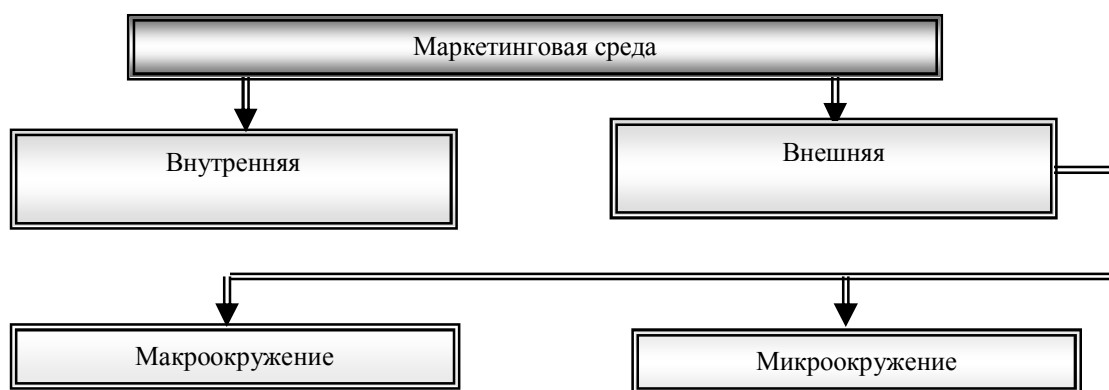 Маркетинговая среда
Внутренняя
Внешняя
Макроокружение
Микроокружение